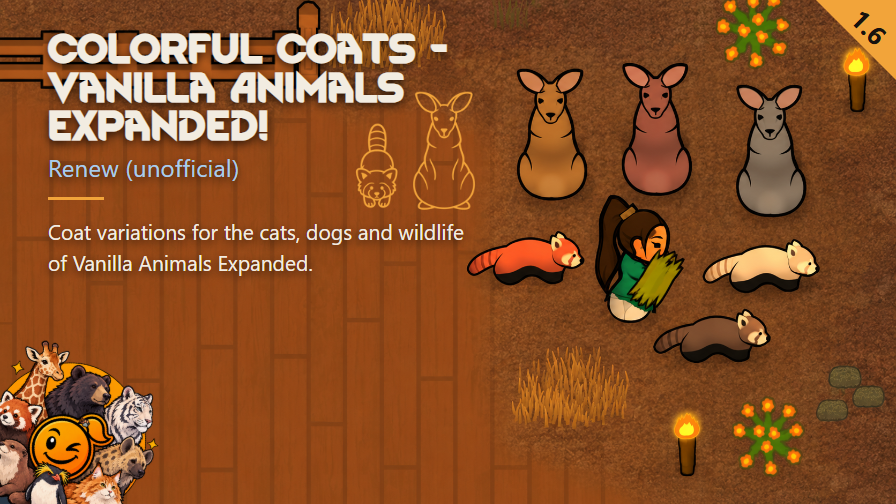 COLORFUL COATS -
VANILLA ANIMALS
EXPANDED!
Renew (unofficial)
Coat variations for the cats, dogs and wildlife
of Vanilla Animals Expanded.
1.6